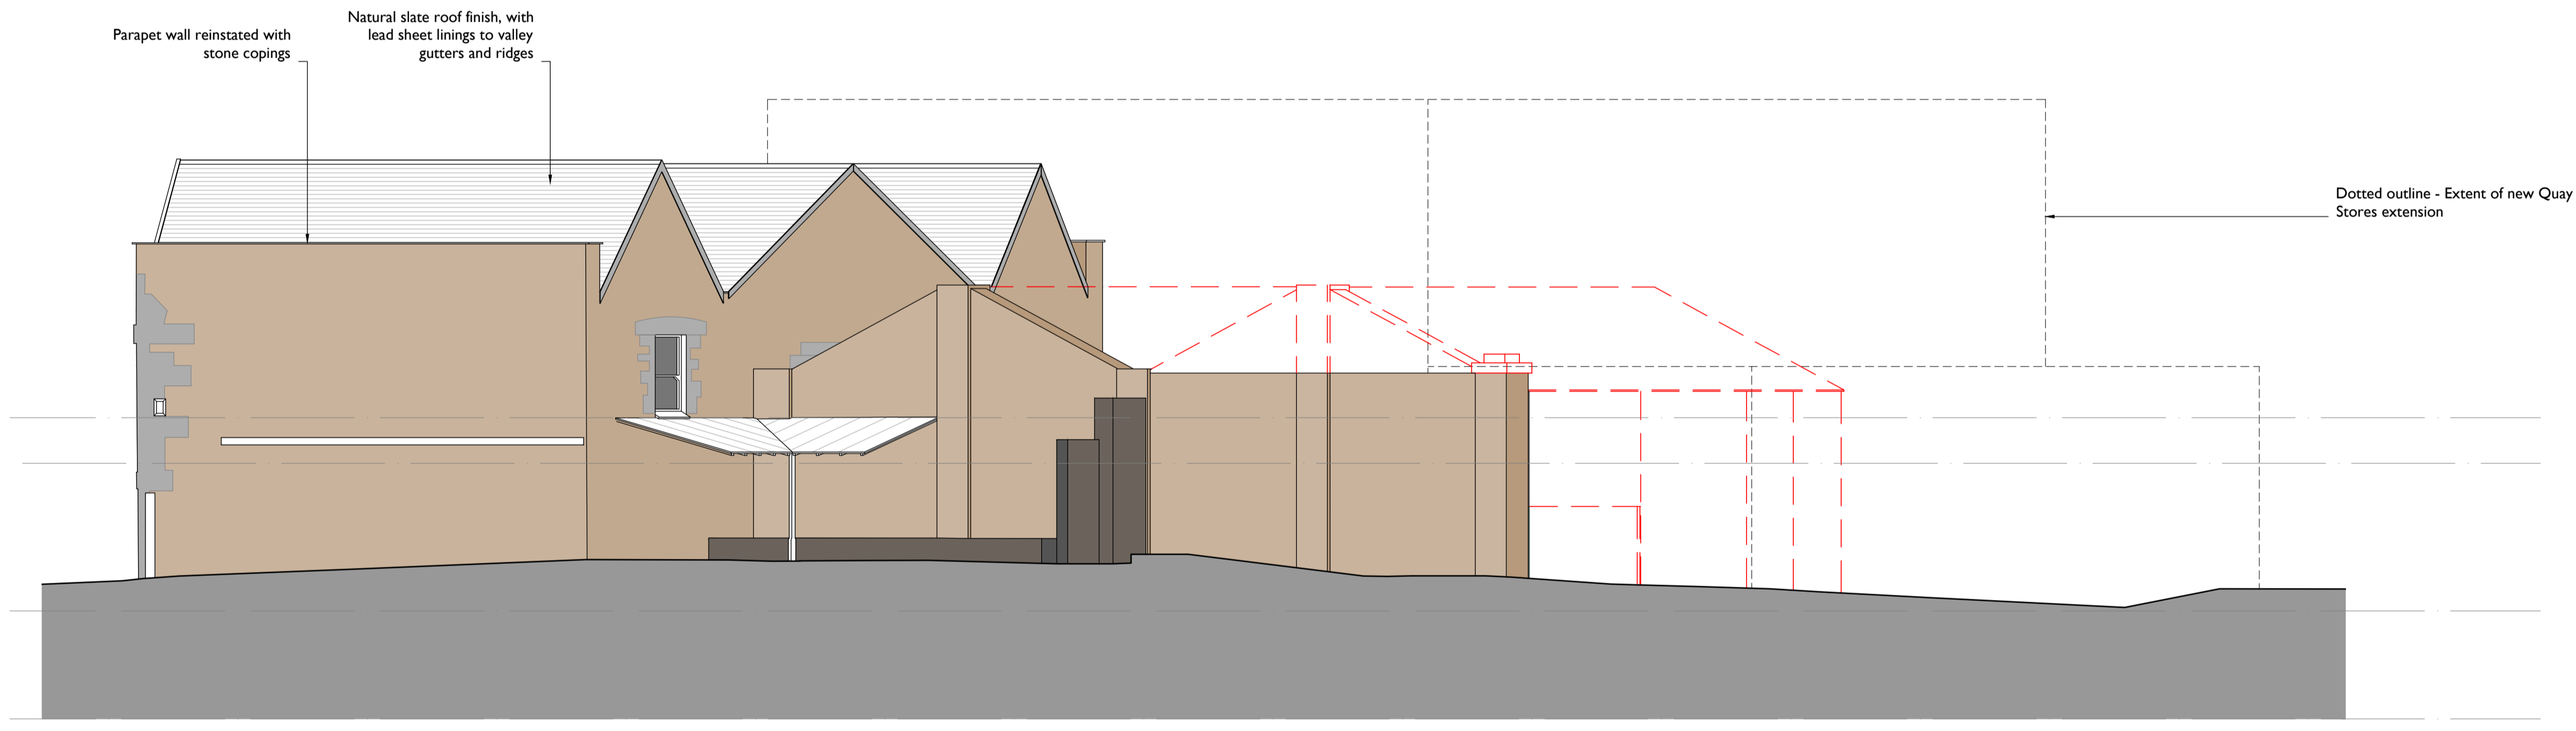 Parapet wall reinstated with
stone copings
Natural slate roof finish, with
lead sheet linings to valley
gutters and ridges
Dotted outline - Extent of new Quay
Stores extension